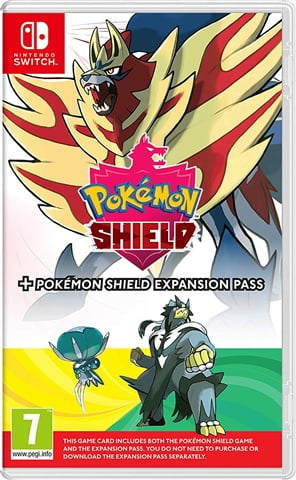 NINTENDO
SWITCH™
POKÉMON
SHIELD
+ POKÉMON SHIELD EXPANSION PASS
7
www.pegi.info
THIS GAME CARD INCLUDES BOTH THE POKÉMON SHIELD GAME
AND THE EXPANSION PASS. YOU DO NOT NEED TO PURCHASE OR
DOWNLOAD THE EXPANSION PASS SEPARATELY.